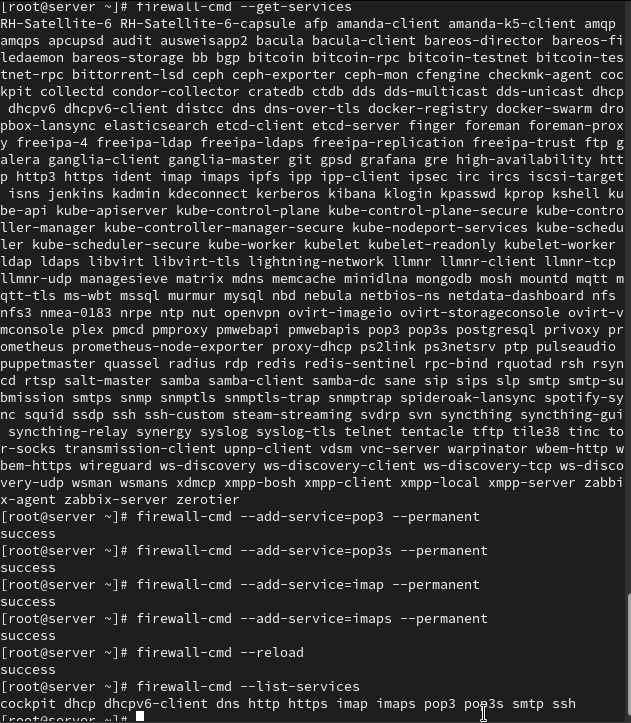 [root@server ~]# firewall-cmd --get-services
RH-Satellite-6 RH-Satellite-6-capsule afp amanda-client amanda-k5-client amqp
amqps apcupsd audit ausweisapp2 bacula bacula-client bareos-director bareos-fi
ledaemon bareos-storage bb bgp bitcoin bitcoin-rpc bitcoin-testnet bitcoin-tes
tnet-rpc bittorrent-lsd ceph ceph-exporter ceph-mon cfengine checkmk-agent coc
kpit collectd condor-collector cratedb ctdb dds dds-multicast dds-unicast dhcp
 dhcpv6 dhcpv6-client distcc dns dns-over-tls docker-registry docker-swarm dro
pbox-lansync elasticsearch etcd-client etcd-server finger foreman foreman-prox
y freeipa-4 freeipa-ldap freeipa-ldaps freeipa-replication freeipa-trust ftp g
alera ganglia-client ganglia-master git gpsd grafana gre high-availability htt
p http3 https ident imap imaps ipfs ipp ipp-client ipsec irc ircs iscsi-target
 isns jenkins kadmin kdeconnect kerberos kibana klogin kpasswd kprop kshell ku
be-api kube-apiserver kube-control-plane kube-control-plane-secure kube-contro
ller-manager kube-controller-manager-secure kube-nodeport-services kube-schedu
ler kube-scheduler-secure kube-worker kubelet kubelet-readonly kubelet-worker
ldap ldaps libvirt libvirt-tls lightning-network llmnr llmnr-client llmnr-tcp
llmnr-udp managesieve matrix mdns memcache minidlna mongodb mosh mountd mqtt m
qtt-tls ms-wbt mssql murmur mysql nbd nebula netbios-ns netdata-dashboard nfs
nfs3 nmea-0183 nrpe ntp nut openvpn ovirt-imageio ovirt-storageconsole ovirt-v
mconsole plex pmcd pmproxy pmwebapi pmwebapis pop3 pop3s postgresql privoxy pr
ometheus prometheus-node-exporter proxy-dhcp ps2link ps3netsrv ptp pulseaudio
puppetmaster quassel radius rdp redis redis-sentinel rpc-bind rquotad rsh rsyn
cd rtsp salt-master samba samba-client samba-dc sane sip sips slp smtp smtp-su
bmission smtps snmp snmptls snmptls-trap snmptrap spideroak-lansync spotify-sy
nc squid ssdp ssh ssh-custom steam-streaming svdrp svn syncthing syncthing-gui
 syncthing-relay synergy syslog syslog-tls telnet tentacle tftp tile38 tinc to
r-socks transmission-client upnp-client vdsm vnc-server warpinator wbem-http w
bem-https wireguard ws-discovery ws-discovery-client ws-discovery-tcp ws-disco
very-udp wsman wsmans xdmcp xmpp-bosh xmpp-client xmpp-local xmpp-server zabbi
x-agent zabbix-server zerotier
[root@server ~]# firewall-cmd --add-service=pop3 --permanent
success
[root@server ~]# firewall-cmd --add-service=pop3s --permanent
success
[root@server ~]# firewall-cmd --add-service=imap --permanent
success
[root@server ~]# firewall-cmd --add-service=imaps --permanent
success
[root@server ~]# firewall-cmd --reload
success
[root@server ~]# firewall-cmd --list-services
cockpit dhcp dhcpv6-client dns http https imap imaps pop3 pop3s smtp ssh
[root@server ~]#